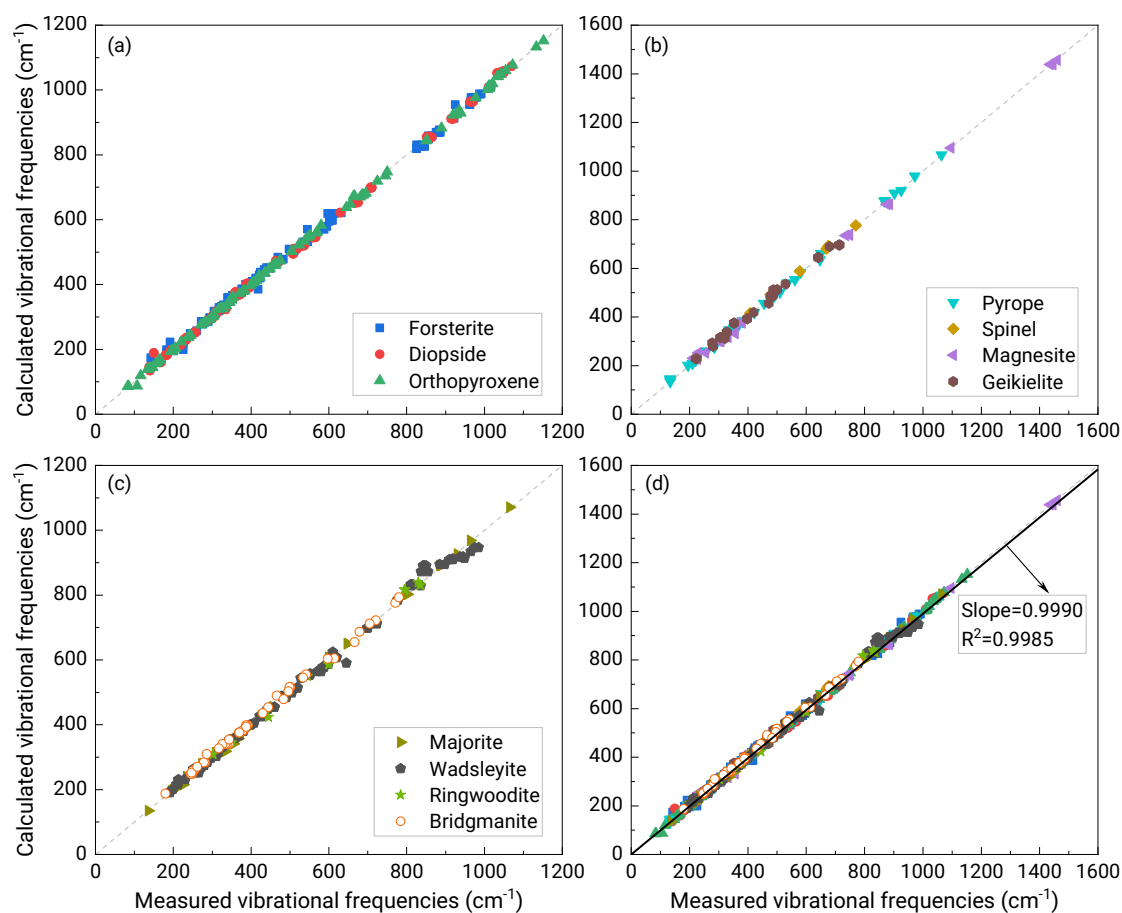 Calculated vibrational frequencies (cm⁻¹)
1200
1000
800
600
400
200
0
(a)
Forsterite
Diopside
Orthopyroxene
0 200 400 600 800 1000 1200
1600
1400
1200
1000
800
600
400
200
0
(b)
Pyrope
Spinel
Magnesite
Geikielite
0 200 400 600 800 1000 1200 1400 1600
Calculated vibrational frequencies (cm⁻¹)
1200
1000
800
600
400
200
0
(c)
Majorite
Wadsleyite
Ringwoodite
Bridgmanite
0 200 400 600 800 1000 1200
Measured vibrational frequencies (cm⁻¹)
1600
1400
1200
1000
800
600
400
200
0
(d)
Slope=0.9990
R²=0.9985
0 200 400 600 800 1000 1200 1400 1600
Measured vibrational frequencies (cm⁻¹)